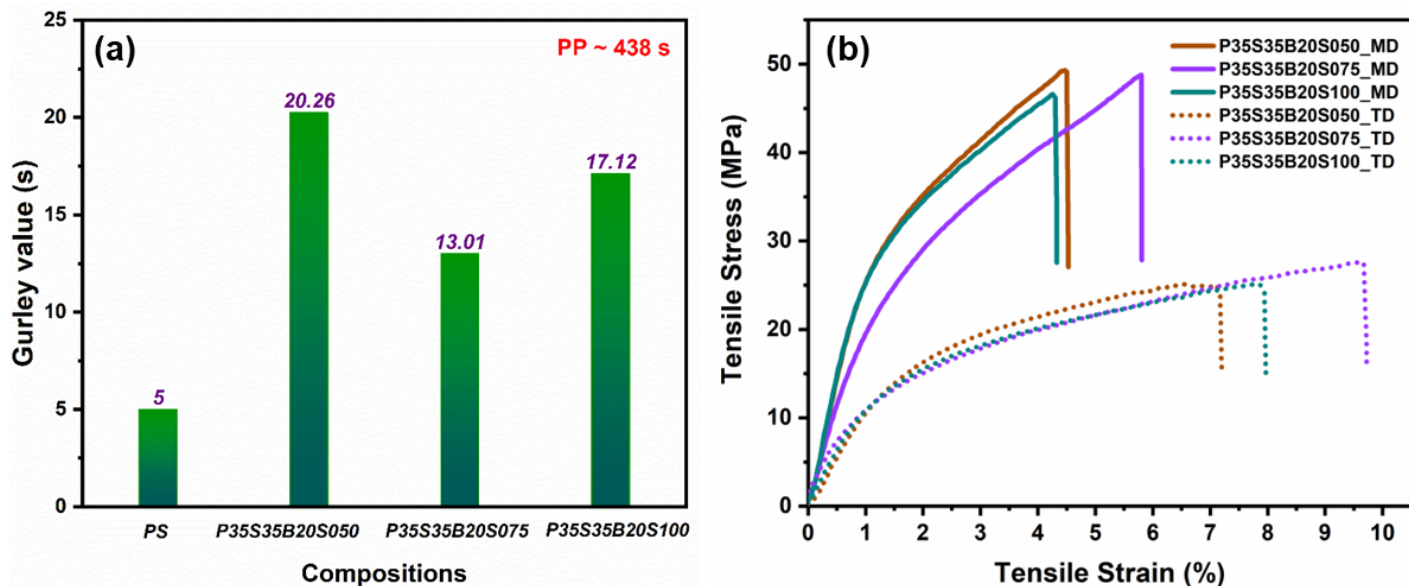 (a)
PP ~ 438 s
Gurley value (s)
25
20
15
10
5
0
5
20.26
13.01
17.12
PS
P35S35B20S050
P35S35B20S075
P35S35B20S100
Compositions
(b)
P35S35B20S050_MD
P35S35B20S075_MD
P35S35B20S100_MD
P35S35B20S050_TD
P35S35B20S075_TD
P35S35B20S100_TD
Tensile Stress (MPa)
50
40
30
20
10
0
0 1 2 3 4 5 6 7 8 9 10
Tensile Strain (%)